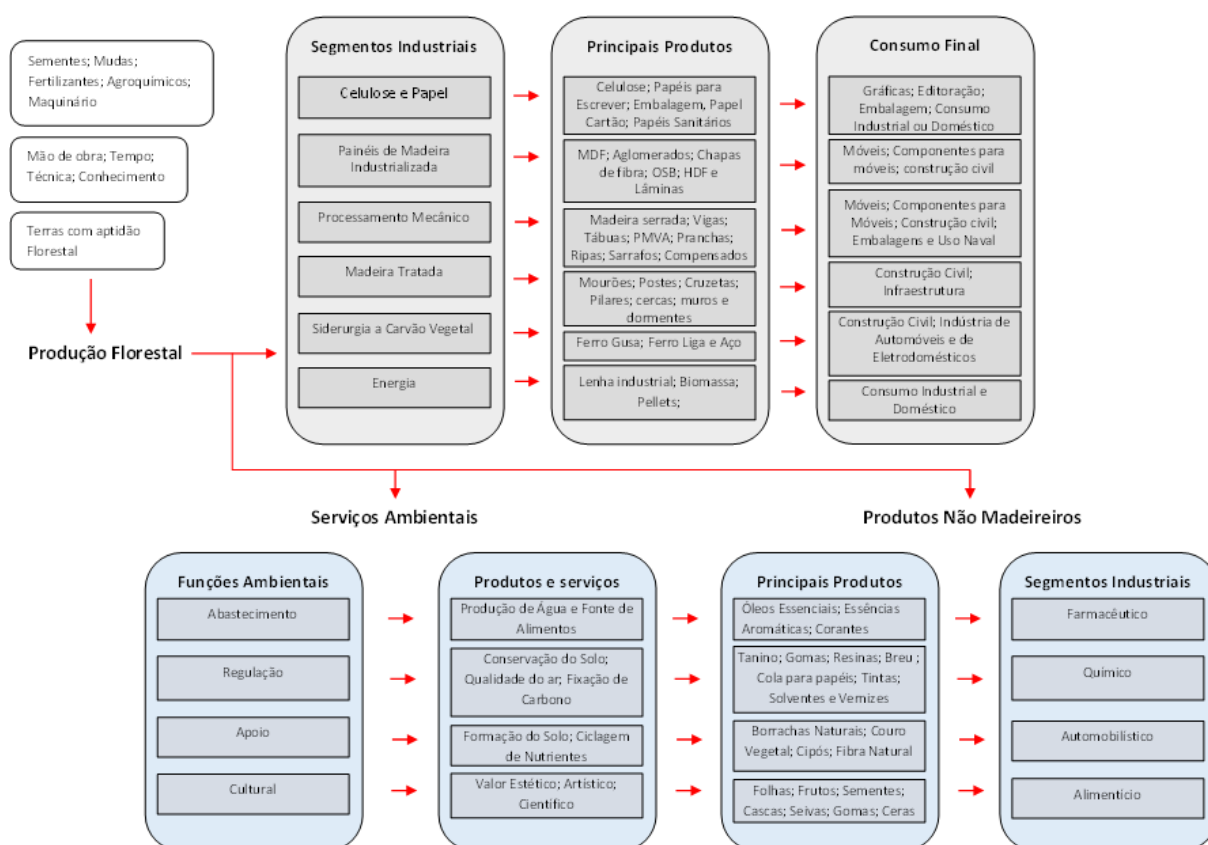 Sementes; Mudas;
Fertilizantes; Agroquímicos;
Maquinário
Mão de obra; Tempo;
Técnica; Conhecimento
Terras com aptidão
Florestal
Produção Florestal
Segmentos Industriais
Celulose e Papel
Painéis de Madeira
Industrializada
Processamento Mecânico
Madeira Tratada
Siderurgia a Carvão Vegetal
Energia
Principais Produtos
Celulose; Papéis para
Escrever; Embalagem, Papel
Cartão; Papéis Sanitários
MDF; Aglomerados; Chapas
de fibra; OSB; HDF e
Lâminas
Madeira serrada; Vigas;
Tábuas; PMVA; Pranchas;
Ripas; Sarrafos; Compensados
Mourões; Postes; Cruzetas;
Pilares; cercas; muros e
dormentes
Ferro Gusa; Ferro Liga e Aço
Lenha industrial; Biomassa;
Pellets;
Consumo Final
Gráficas; Editoração;
Embalagem; Consumo
Industrial ou Doméstico
Móveis; Componentes para
móveis; construção civil
Móveis; Componentes para
Móveis; Construção civil;
Embalagens e Uso Naval
Construção Civil;
Infraestrutura
Construção Civil; Indústria de
Automóveis e de
Eletrodomésticos
Consumo Industrial e
Doméstico
Serviços Ambientais
Produtos Não Madeireiros
Funções Ambientais
Abastecimento
Regulação
Apoio
Cultural
Produtos e serviços
Produção de Água e Fonte de
Alimentos
Conservação do Solo;
Qualidade do ar; Fixação de
Carbono
Formação do Solo; Ciclagem
de Nutrientes
Valor Estético; Artístico;
Científico
Principais Produtos
Óleos Essenciais; Essências
Aromáticas; Corantes
Tanino; Gomas; Resinas; Breu ;
Cola para papéis; Tintas;
Solventes e Vernizes
Borrachas Naturais; Couro
Vegetal; Cipós; Fibra Natural
Folhas; Frutos; Sementes;
Cascas; Seivas; Gomas; Ceras
Segmentos Industriais
Farmacêutico
Químico
Automobilístico
Alimentício